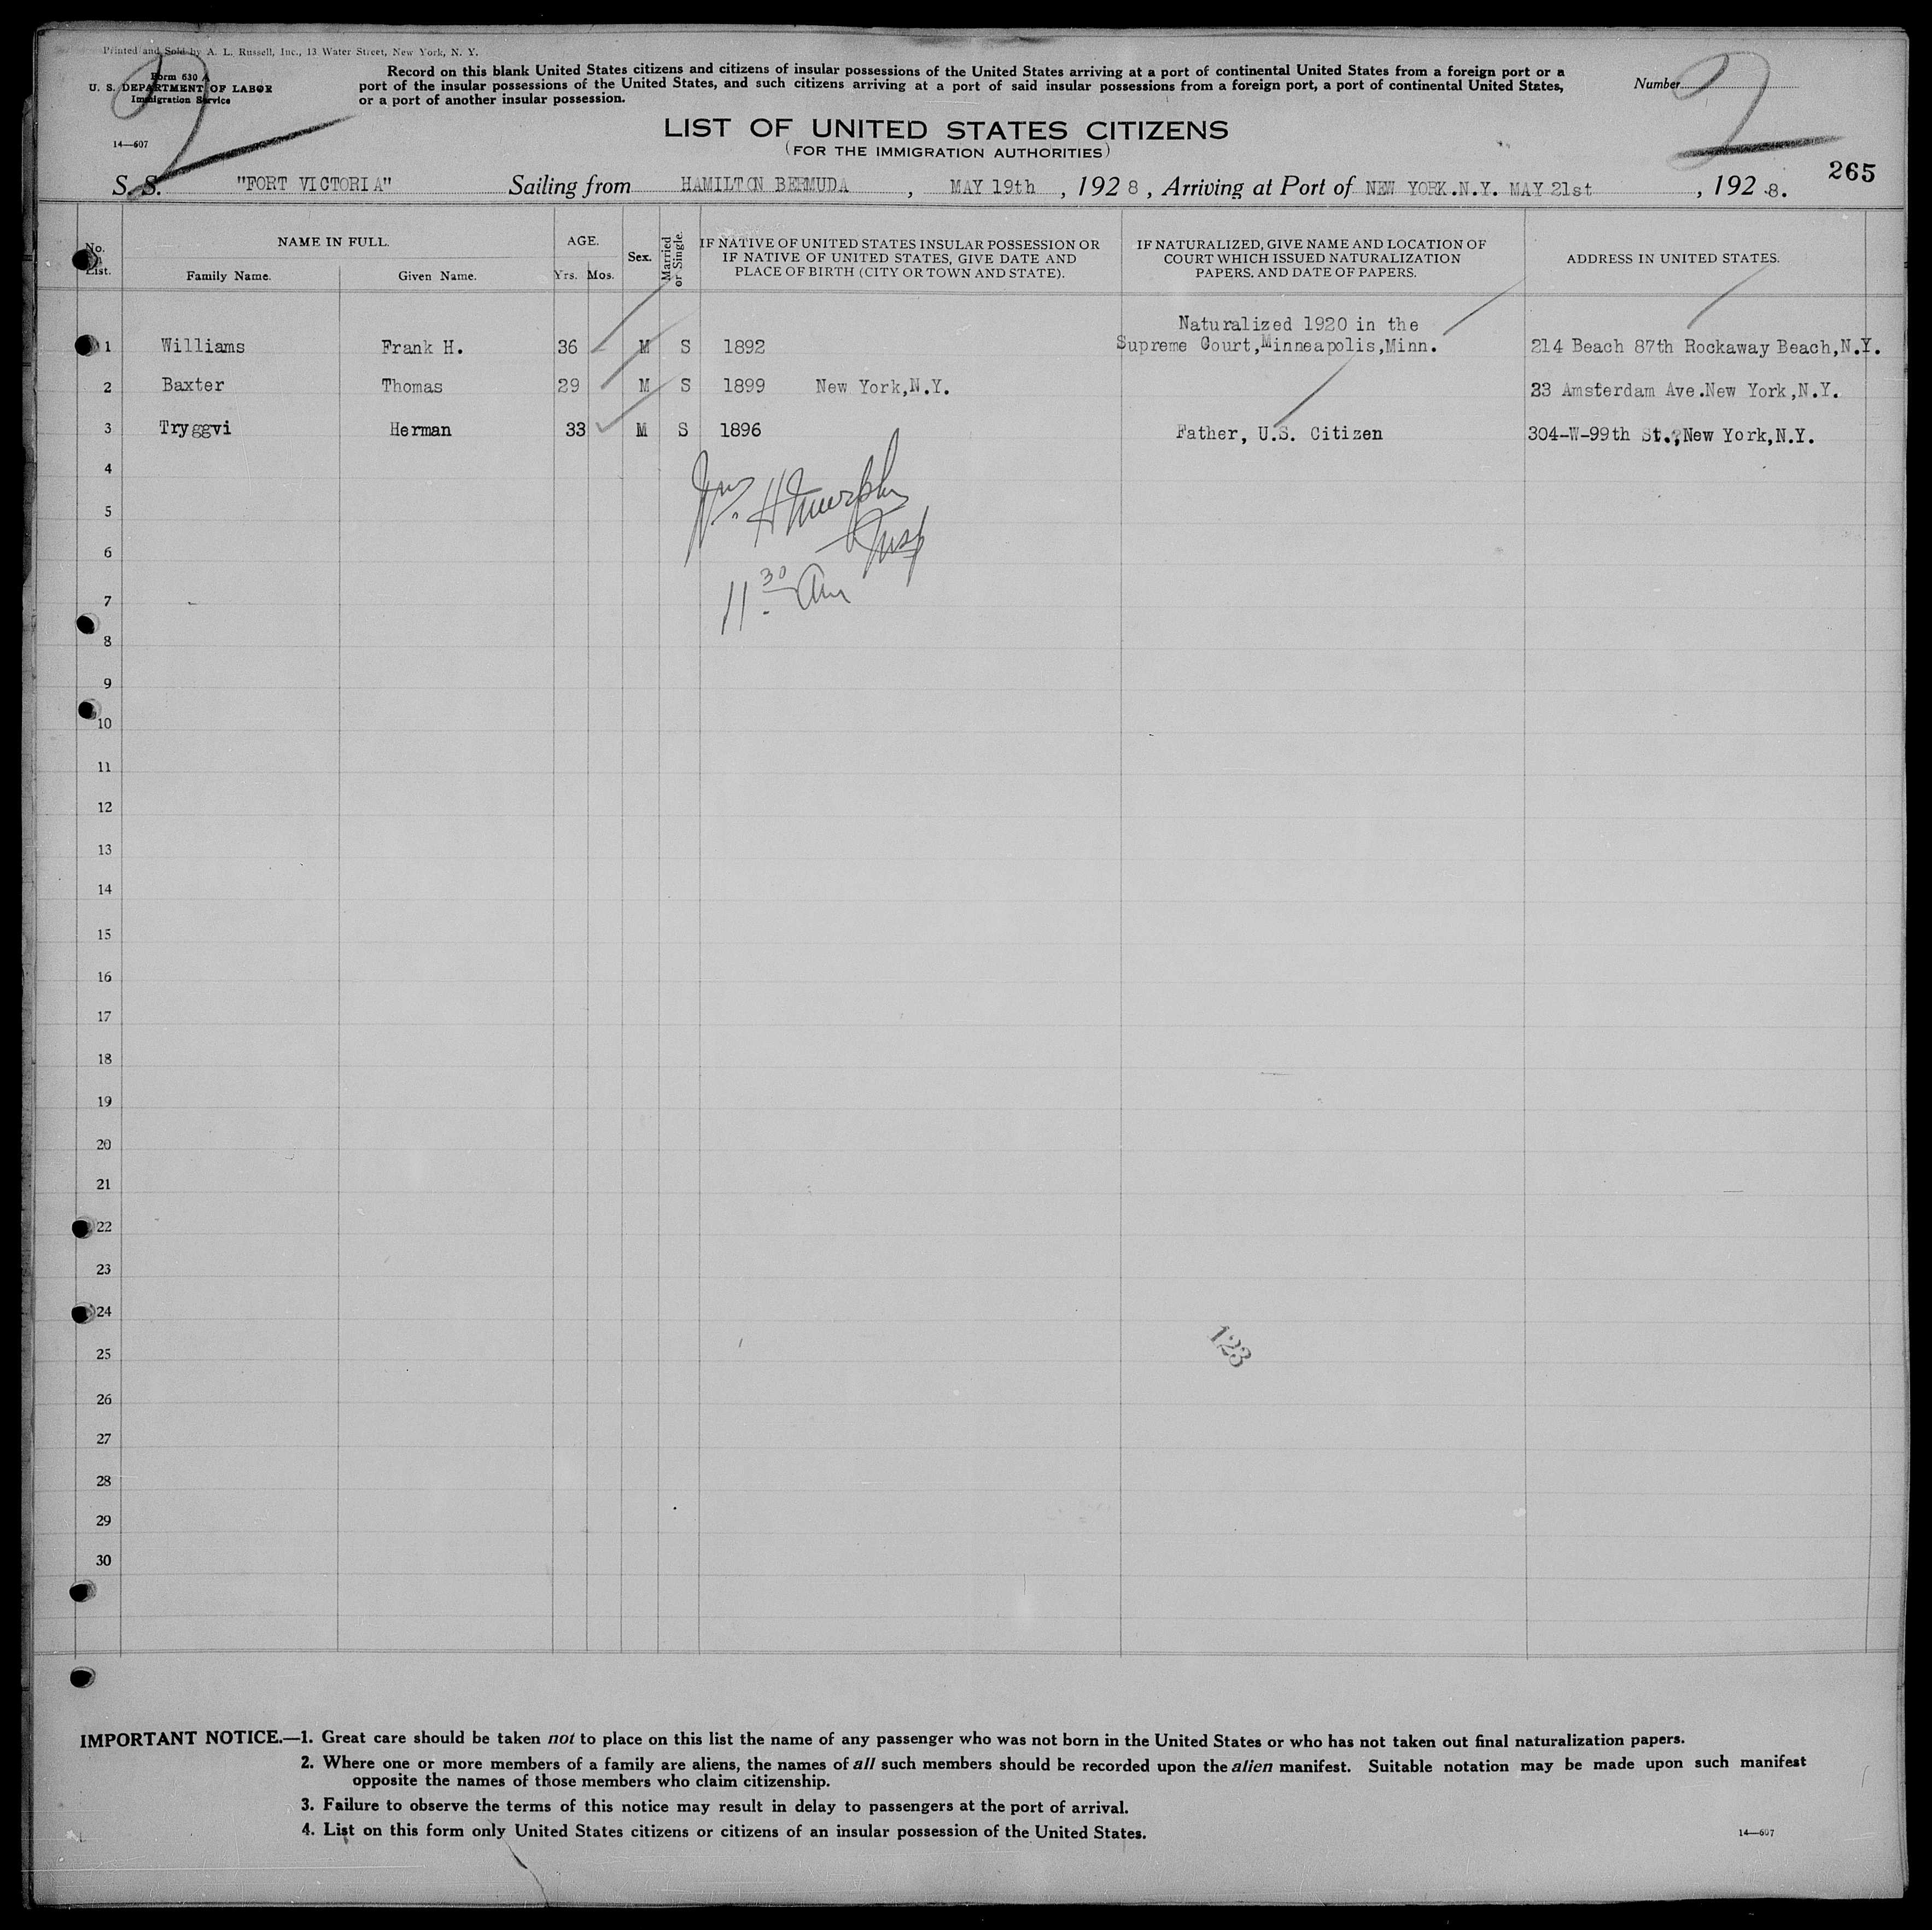 Printed and Sold by A. L. Russell, Inc., 13 Water Street, New York, N. Y.
Form 630 A
U. S. DEPARTMENT OF LABOR
Immigration Service
14—607
Record on this blank United States citizens and citizens of insular possessions of the United States arriving at a port of continental United States from a foreign port or a
port of the insular possessions of the United States, and such citizens arriving at a port of said insular possessions from a foreign port, a port of continental United States,
or a port of another insular possession.
Number
2
2
LIST OF UNITED STATES CITIZENS
(FOR THE IMMIGRATION AUTHORITIES)
265
S. S. "FORT VICTORIA" Sailing from HAMILTON BERMUDA, MAY 19th, 1928, Arriving at Port of NEW YORK.N.Y. MAY 21st, 1928.
No. List. NAME IN FULL. AGE. Sex. Married or Single. IF NATIVE OF UNITED STATES INSULAR POSSESSION OR IF NATIVE OF UNITED STATES, GIVE DATE AND PLACE OF BIRTH (CITY OR TOWN AND STATE). IF NATURALIZED, GIVE NAME AND LOCATION OF COURT WHICH ISSUED NATURALIZATION PAPERS. AND DATE OF PAPERS. ADDRESS IN UNITED STATES.
Family Name. Given Name. Yrs. Mos.
Naturalized 1920 in the
1 Williams Frank H. 36 M S 1892 Supreme Court,Minneapolis,Minn. 214 Beach 87th Rockaway Beach,N.Y.
2 Baxter Thomas 29 M S 1899 New York,N.Y. 23 Amsterdam Ave.New York,N.Y.
3 Tryggvi Herman 33 M S 1896 Father, U.S. Citizen 304-W-99th St.,New York,N.Y.
4
Wm. H Murphy
5
Insp
6
11 30 Am
7
8
9
10
11
12
13
14
15
16
17
18
19
20
21
22
23
24
123
25
26
27
28
29
30
IMPORTANT NOTICE.—1. Great care should be taken not to place on this list the name of any passenger who was not born in the United States or who has not taken out final naturalization papers.
2. Where one or more members of a family are aliens, the names of all such members should be recorded upon the alien manifest. Suitable notation may be made upon such manifest
opposite the names of those members who claim citizenship.
3. Failure to observe the terms of this notice may result in delay to passengers at the port of arrival.
4. List on this form only United States citizens or citizens of an insular possession of the United States.
14—607